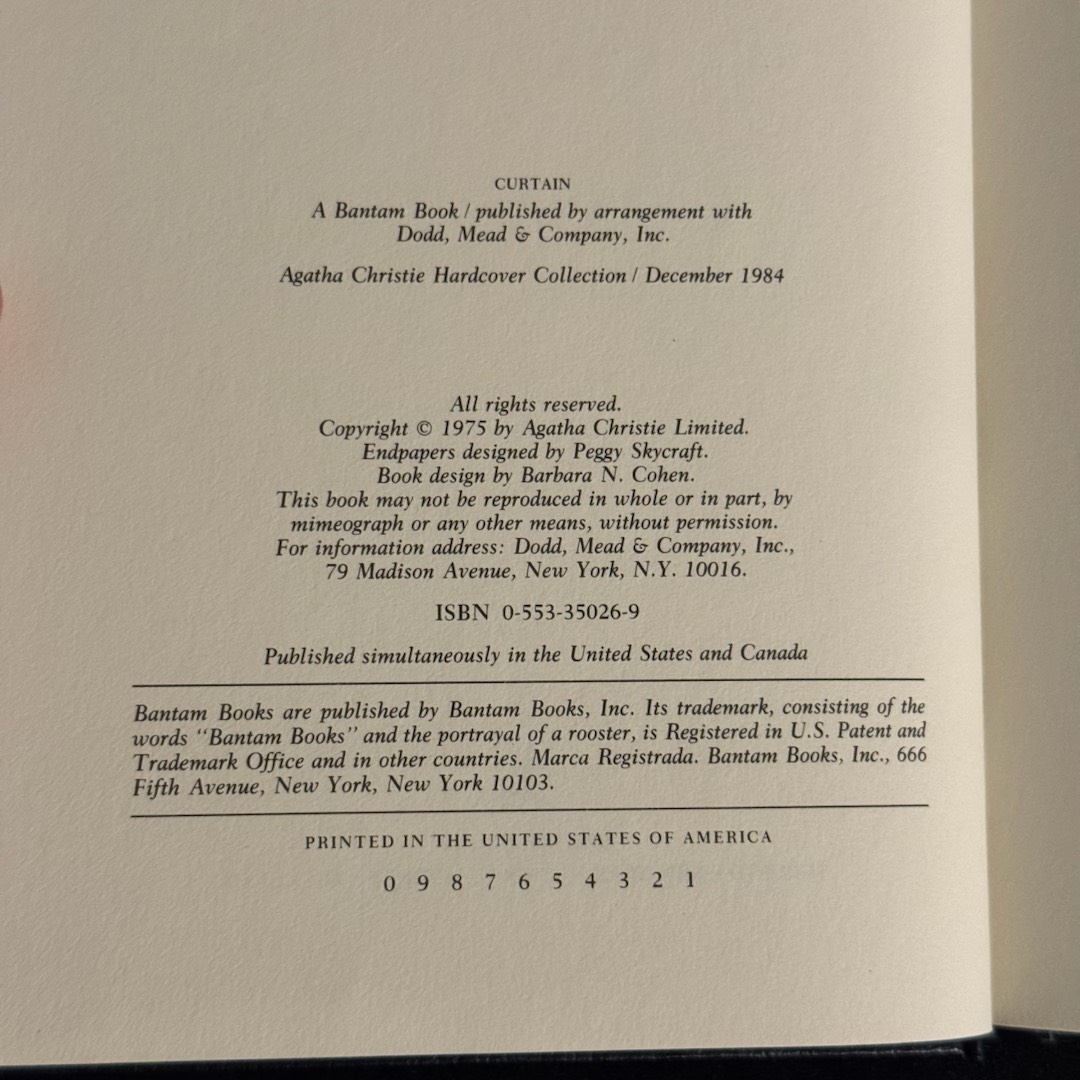 CURTAIN
A Bantam Book / published by arrangement with
Dodd, Mead & Company, Inc.
Agatha Christie Hardcover Collection / December 1984
All rights reserved.
Copyright © 1975 by Agatha Christie Limited.
Endpapers designed by Peggy Skycraft.
Book design by Barbara N. Cohen.
This book may not be reproduced in whole or in part, by
mimeograph or any other means, without permission.
For information address: Dodd, Mead & Company, Inc.,
79 Madison Avenue, New York, N.Y. 10016.
ISBN 0-553-35026-9
Published simultaneously in the United States and Canada
Bantam Books are published by Bantam Books, Inc. Its trademark, consisting of the
words “Bantam Books” and the portrayal of a rooster, is Registered in U.S. Patent and
Trademark Office and in other countries. Marca Registrada. Bantam Books, Inc., 666
Fifth Avenue, New York, New York 10103.
PRINTED IN THE UNITED STATES OF AMERICA
0 9 8 7 6 5 4 3 2 1